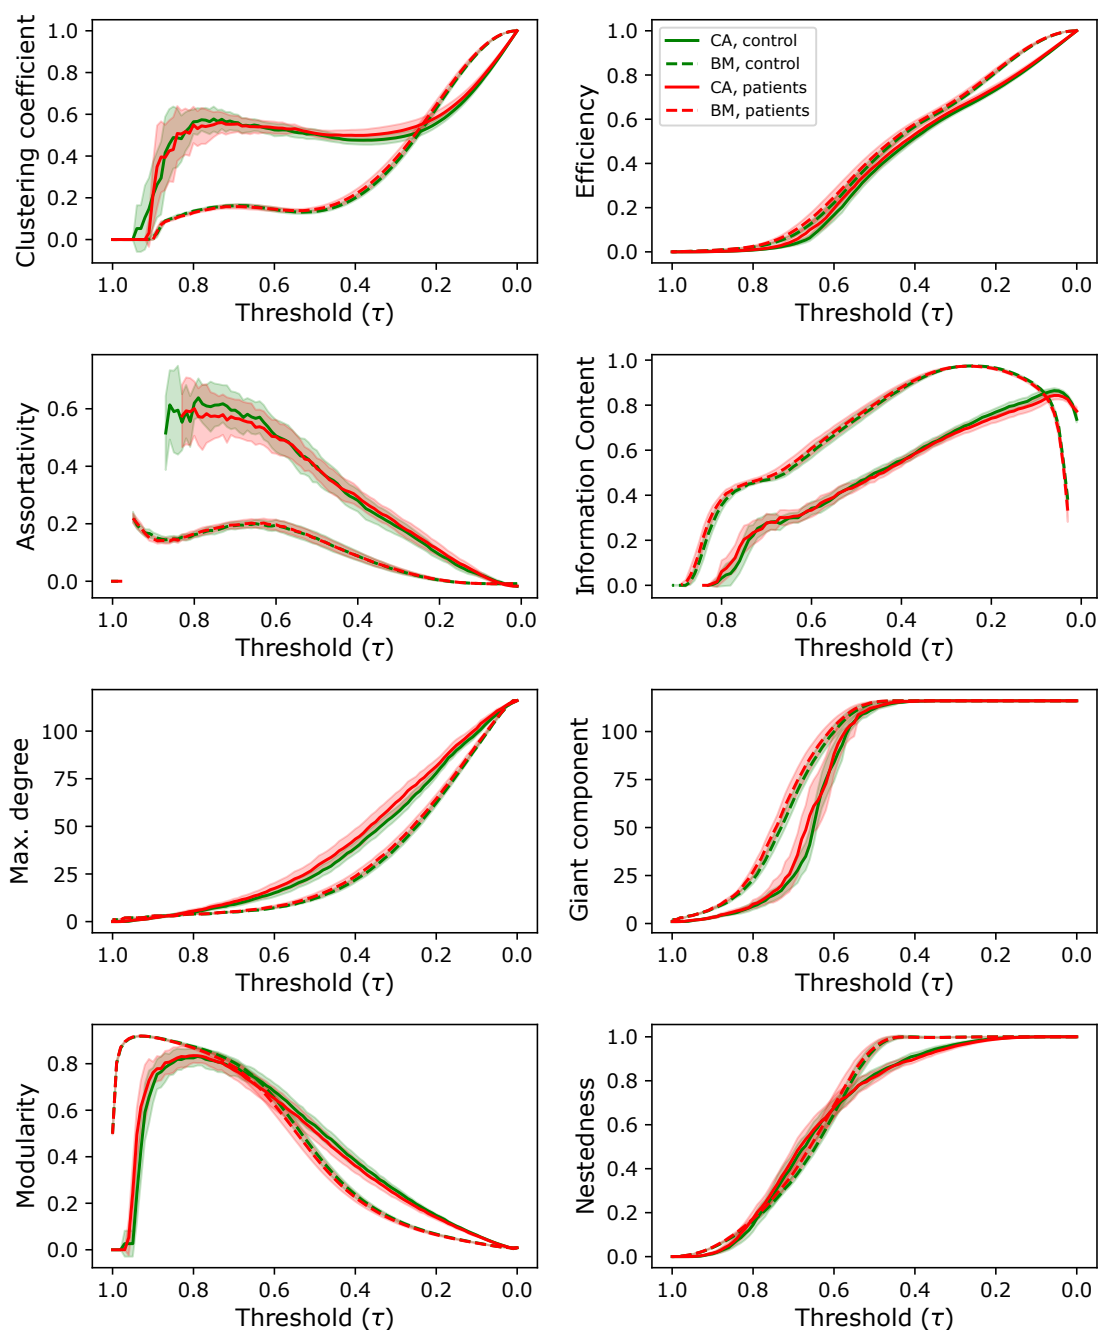 Clustering coefficient
1.0
0.8
0.6
0.4
0.2
0.0
1.0 0.8 0.6 0.4 0.2 0.0
Threshold (τ)
Efficiency
1.0
0.8
0.6
0.4
0.2
0.0
CA, control
BM, control
CA, patients
BM, patients
1.0 0.8 0.6 0.4 0.2 0.0
Threshold (τ)
Assortativity
0.6
0.4
0.2
0.0
1.0 0.8 0.6 0.4 0.2 0.0
Threshold (τ)
Information Content
1.0
0.8
0.6
0.4
0.2
0.0
0.8 0.6 0.4 0.2 0.0
Threshold (τ)
Max. degree
100
75
50
25
0
1.0 0.8 0.6 0.4 0.2 0.0
Threshold (τ)
Giant component
100
75
50
25
0
1.0 0.8 0.6 0.4 0.2 0.0
Threshold (τ)
Modularity
0.8
0.6
0.4
0.2
0.0
1.0 0.8 0.6 0.4 0.2 0.0
Threshold (τ)
Nestedness
1.0
0.8
0.6
0.4
0.2
0.0
1.0 0.8 0.6 0.4 0.2 0.0
Threshold (τ)